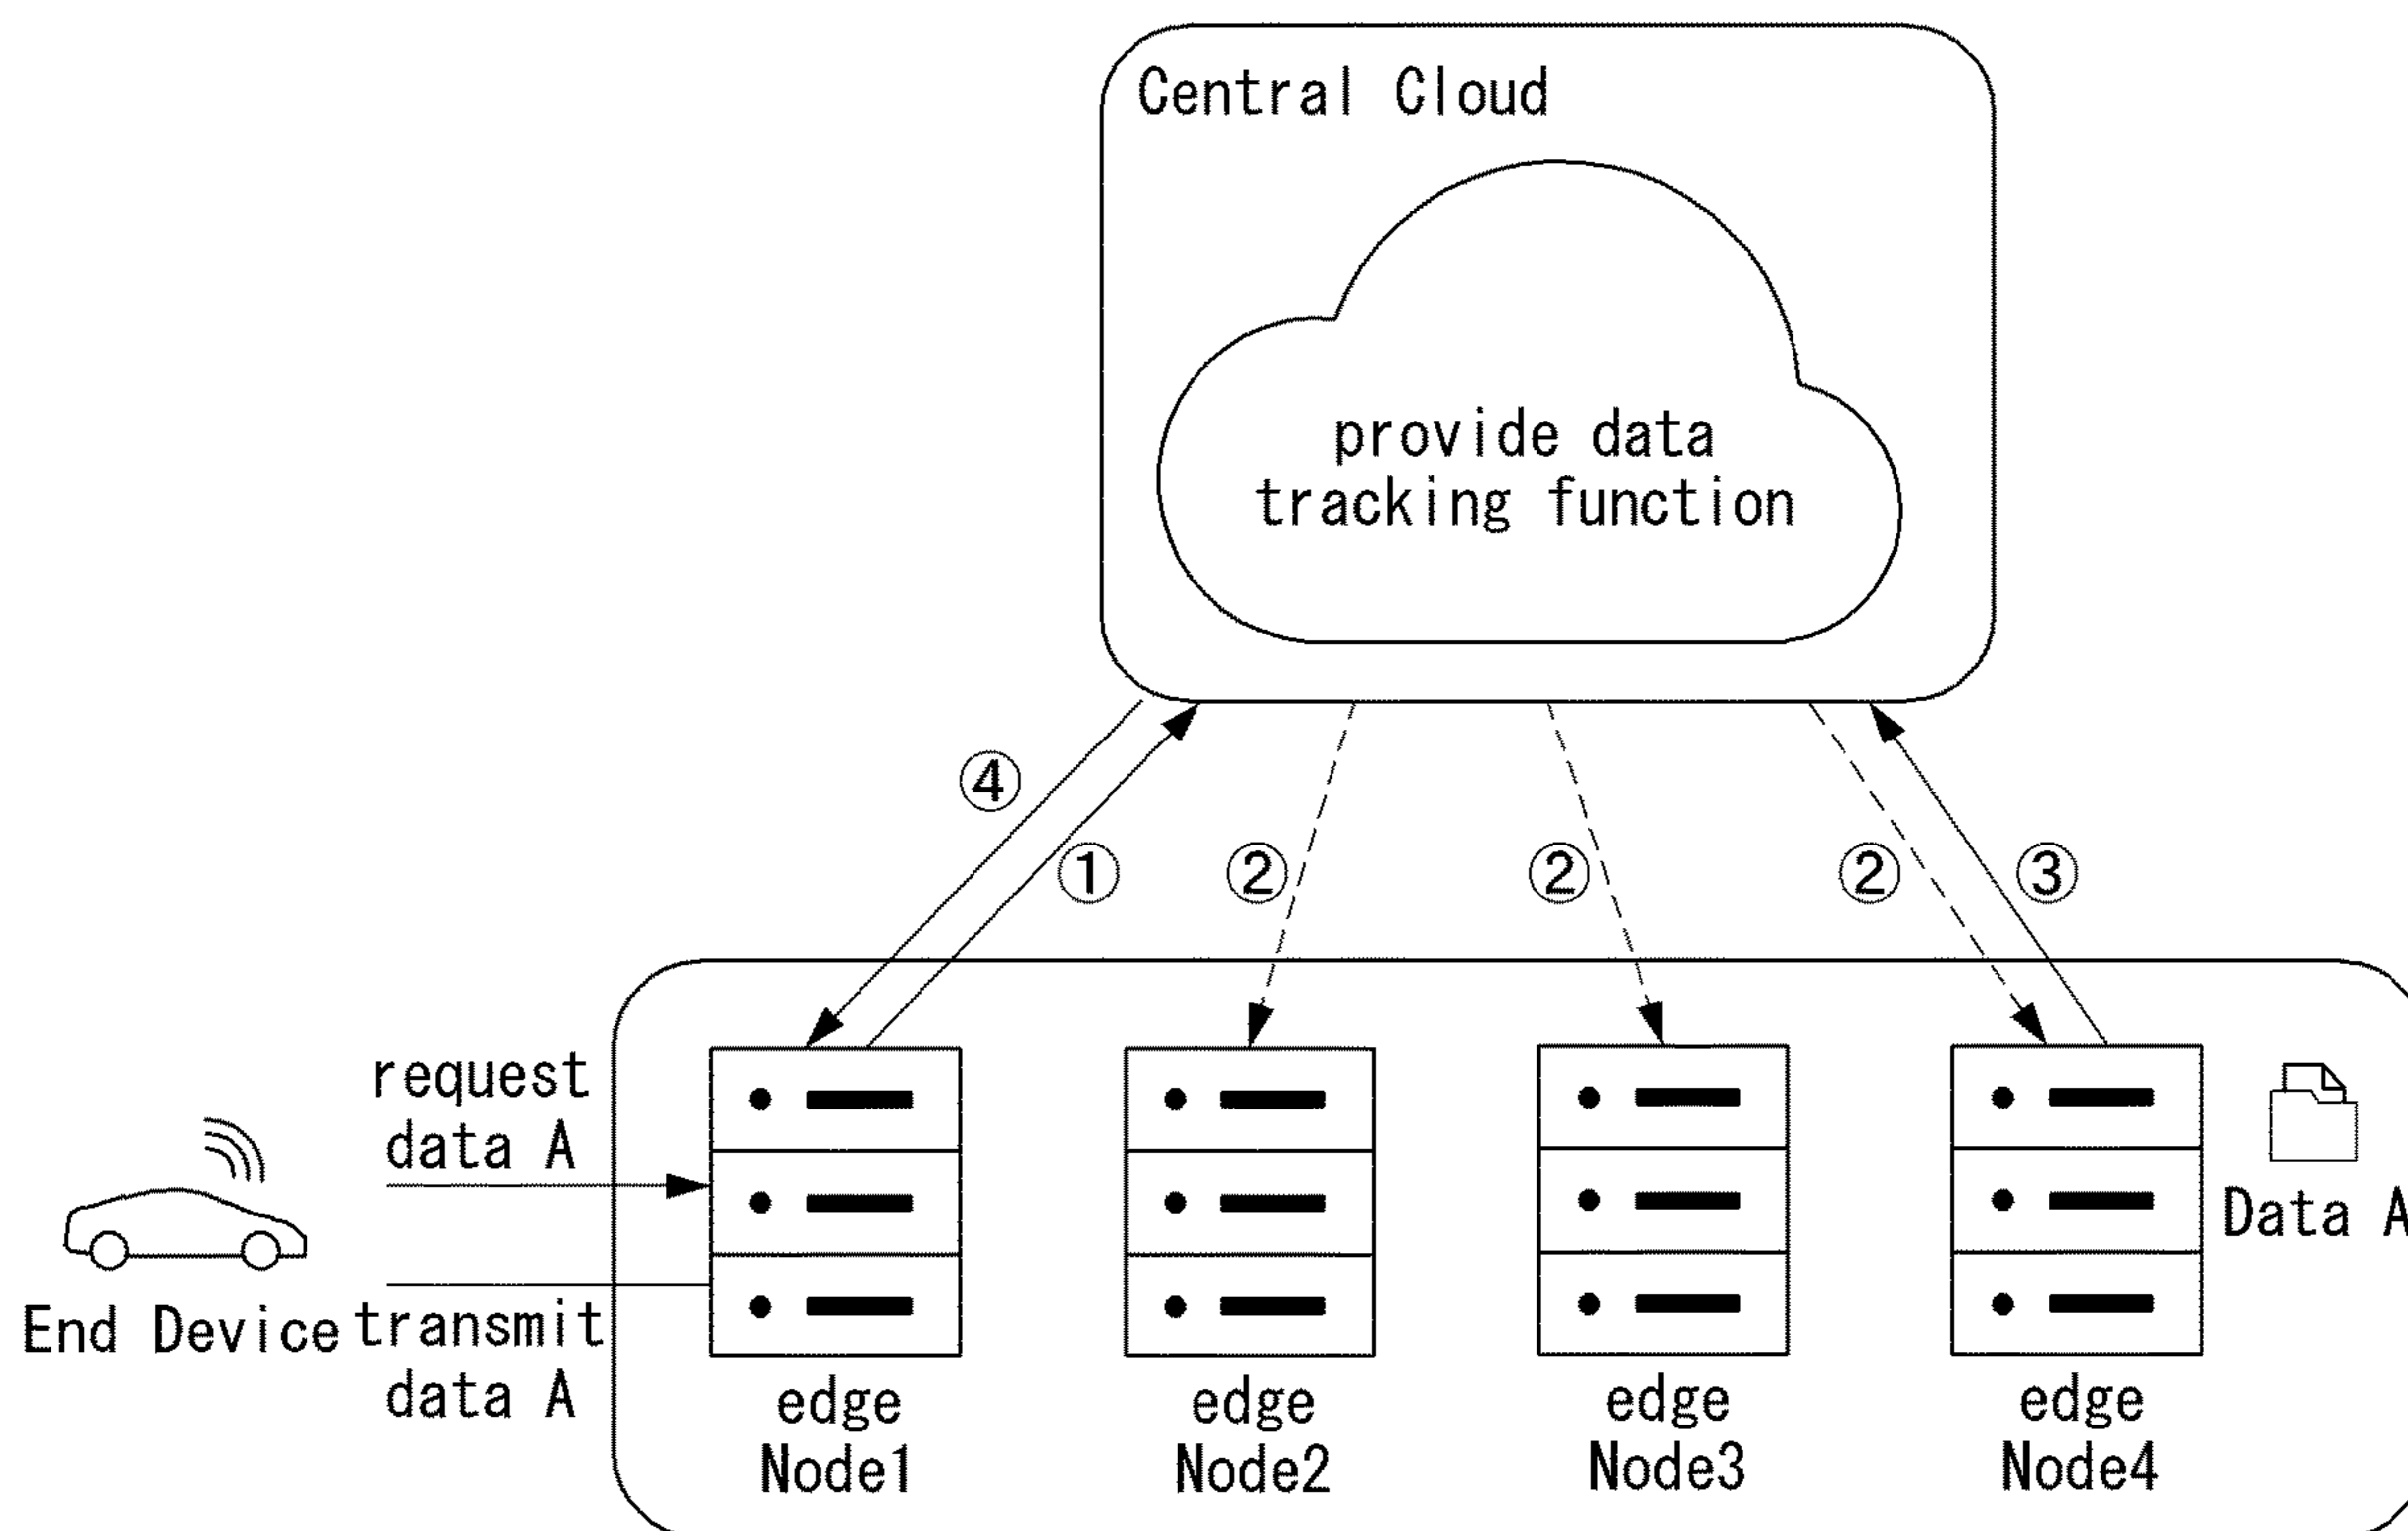 Central Cloud
provide data
tracking function
④
①
②
②
②
③
request
data A
End Device
transmit
data A
edge
Node1
edge
Node2
edge
Node3
edge
Node4
Data A